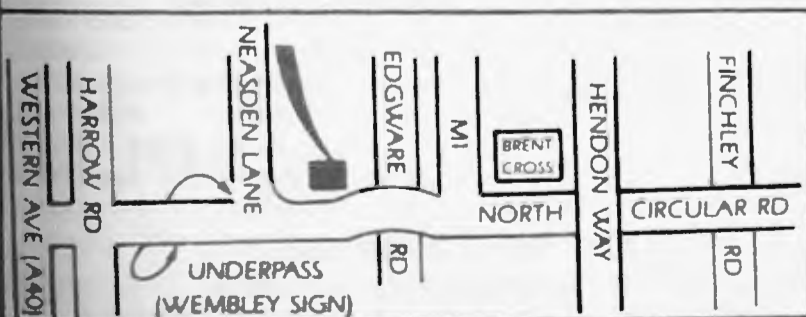 WESTERN AVE (A40)
HARROW RD
NEASDEN LANE
EDGWARE
RD
M1
BRENT
CROSS
HENDON WAY
FINCHLEY
RD
NORTH
CIRCULAR RD
UNDERPASS
(WEMBLEY SIGN)